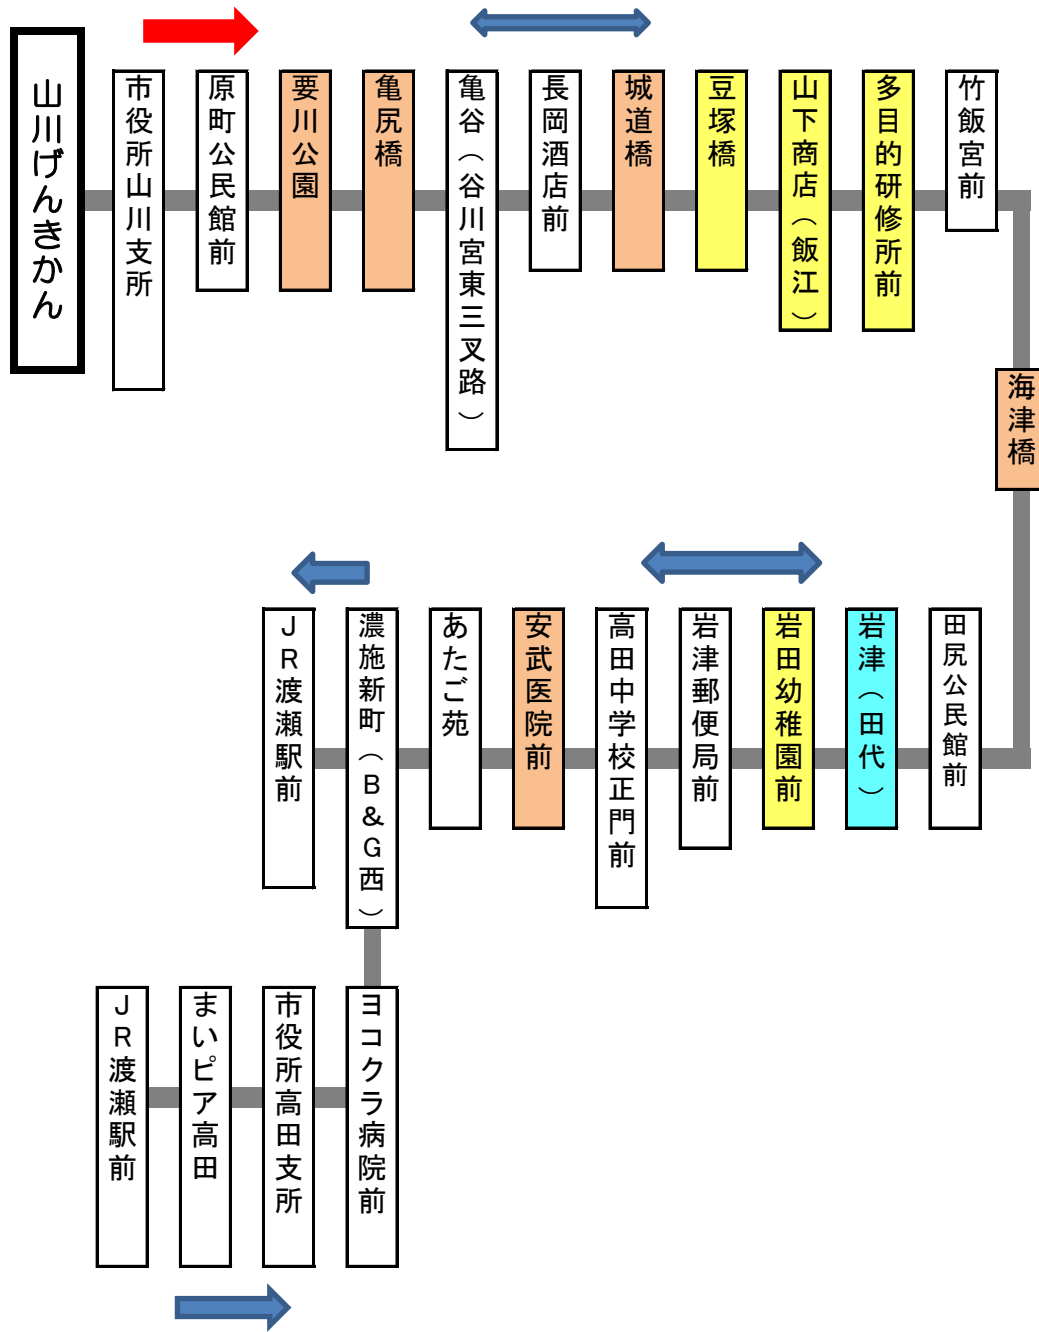 山川げんきかん
市役所山川支所
原町公民館前
要川公園
亀尻橋
亀谷（谷川宮東三叉路）
長岡酒店前
城道橋
豆塚橋
山下商店（飯江）
多目的研修所前
竹飯宮前
海津橋
JR渡瀬駅前
濃施新町（B&G西）
あたご苑
安武医院前
高田中学校正門前
岩津郵便局前
岩田幼稚園前
岩津（田代）
田尻公民館前
JR渡瀬駅前
まいピア高田
市役所高田支所
ヨコクラ病院前